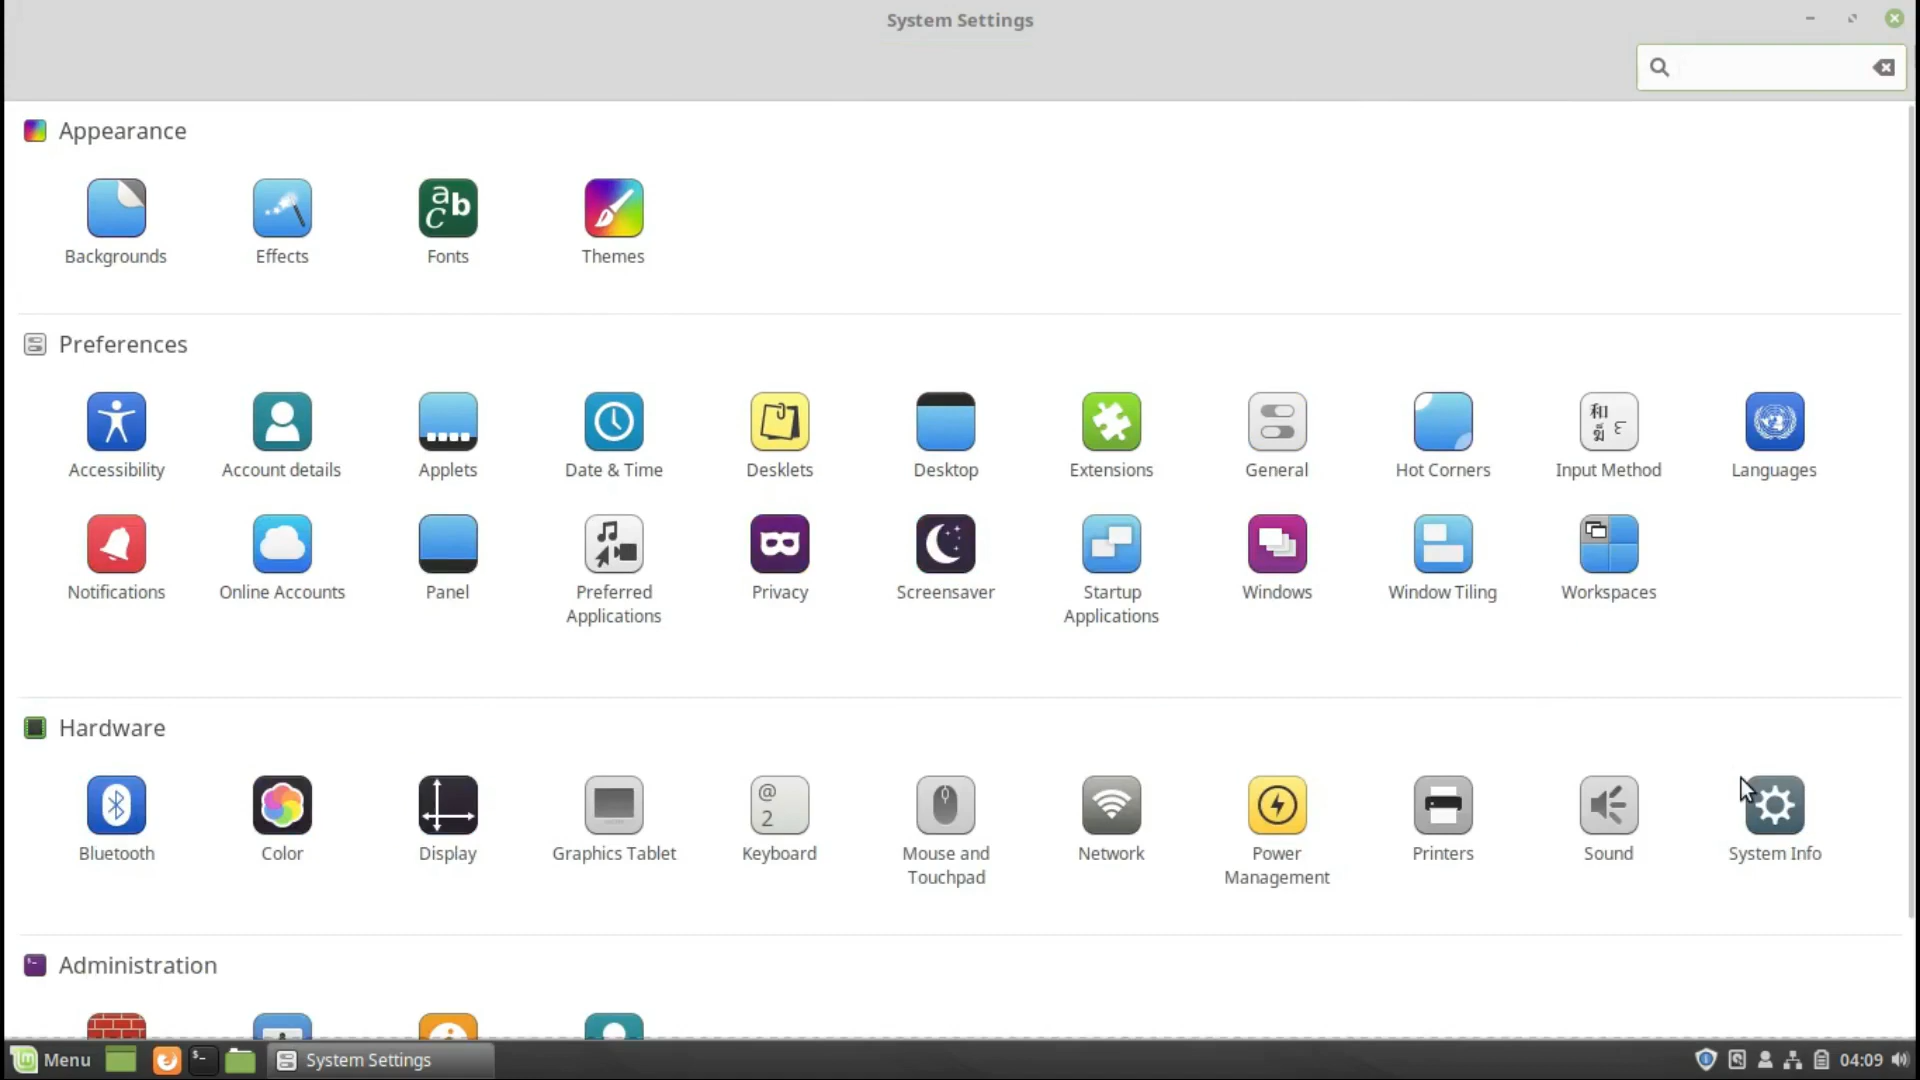 System Settings
Appearance
Backgrounds Effects Fonts Themes
Preferences
Accessibility Account details Applets Date & Time Desklets Desktop Extensions General Hot Corners Input Method Languages
Notifications Online Accounts Panel Preferred Applications Privacy Screensaver Startup Applications Windows Window Tiling Workspaces
Hardware
Bluetooth Color Display Graphics Tablet Keyboard Mouse and Touchpad Network Power Management Printers Sound System Info
Administration
Menu System Settings 04:09